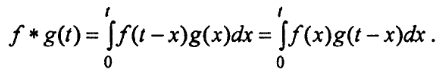 f * g(t) = ∫₀ᵗ f(t − x)g(x)dx = ∫₀ᵗ f(x)g(t − x)dx .